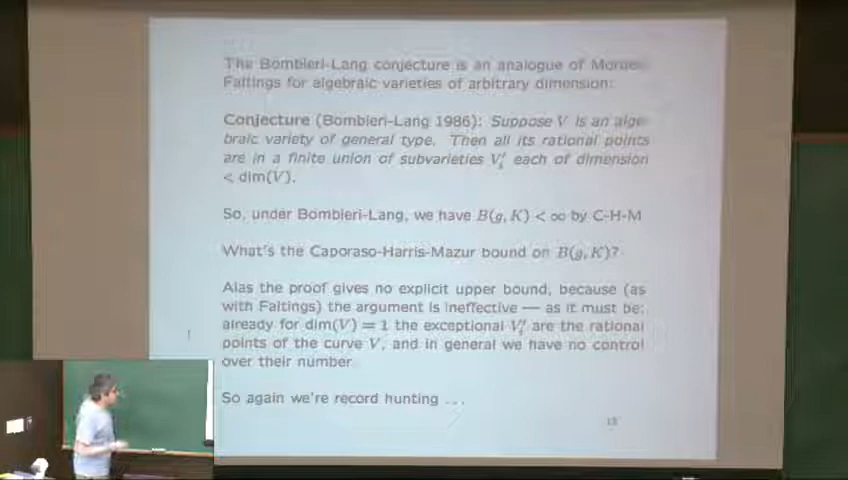 The Bombieri-Lang conjecture is an analogue of
Faltings for algebraic varieties of arbitrary dimension:
Conjecture (Bombieri-Lang 1986): Suppose V is an alge-
braic variety of general type. Then all its rational points
are in a finite union of subvarieties V'_i each of dimension
< dim(V).
So, under Bombieri-Lang, we have B(g, K) < ∞ by C-H-M
What's the Caporaso-Harris-Mazur bound on B(g, K)?
Alas the proof gives no explicit upper bound, because (as
with Faltings) the argument is ineffective — as it must be:
already for dim(V) = 1 the exceptional V'_i are the rational
points of the curve V, and in general we have no control
over their number.
So again we're record hunting ...